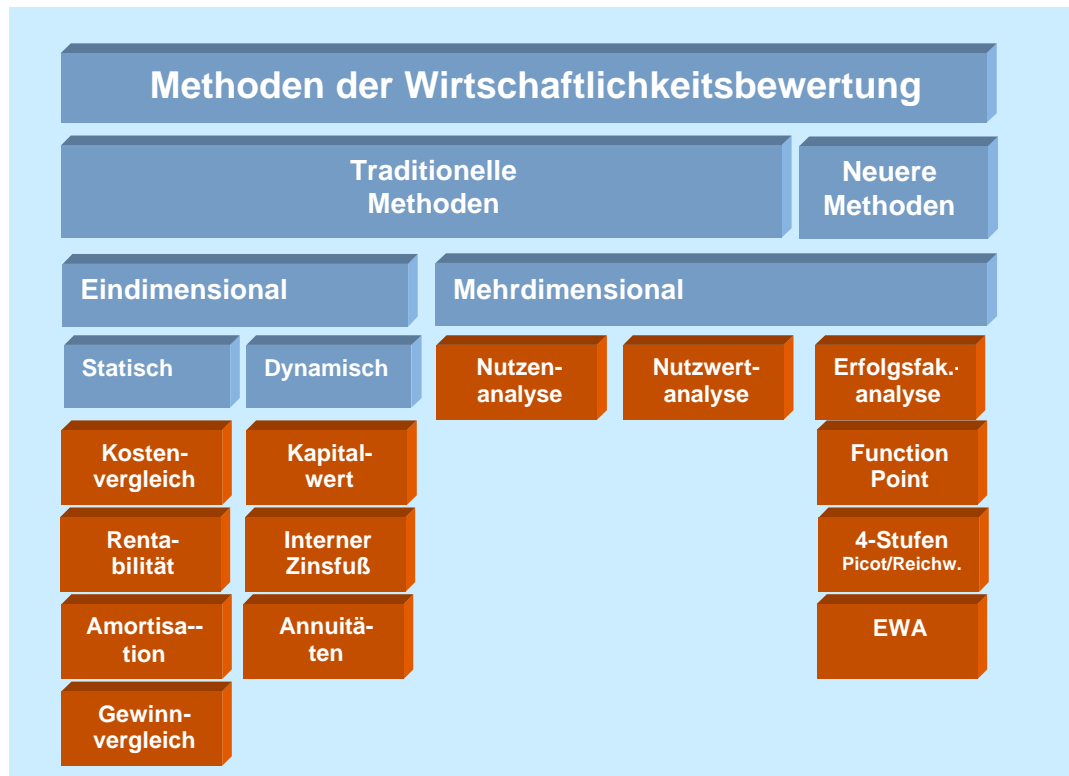 Methoden der Wirtschaftlichkeitsbewertung
Traditionelle
Methoden
Neuere
Methoden
Eindimensional
Mehrdimensional
Statisch
Dynamisch
Nutzen-
analyse
Nutzwert-
analyse
Erfolgsfak.-
analyse
Kosten-
vergleich
Kapital-
wert
Function
Point
Renta-
bilität
Interner
Zinsfuß
4-Stufen
Picot/Reichw.
Amortisa--
tion
Annuitä-
ten
EWA
Gewinn-
vergleich